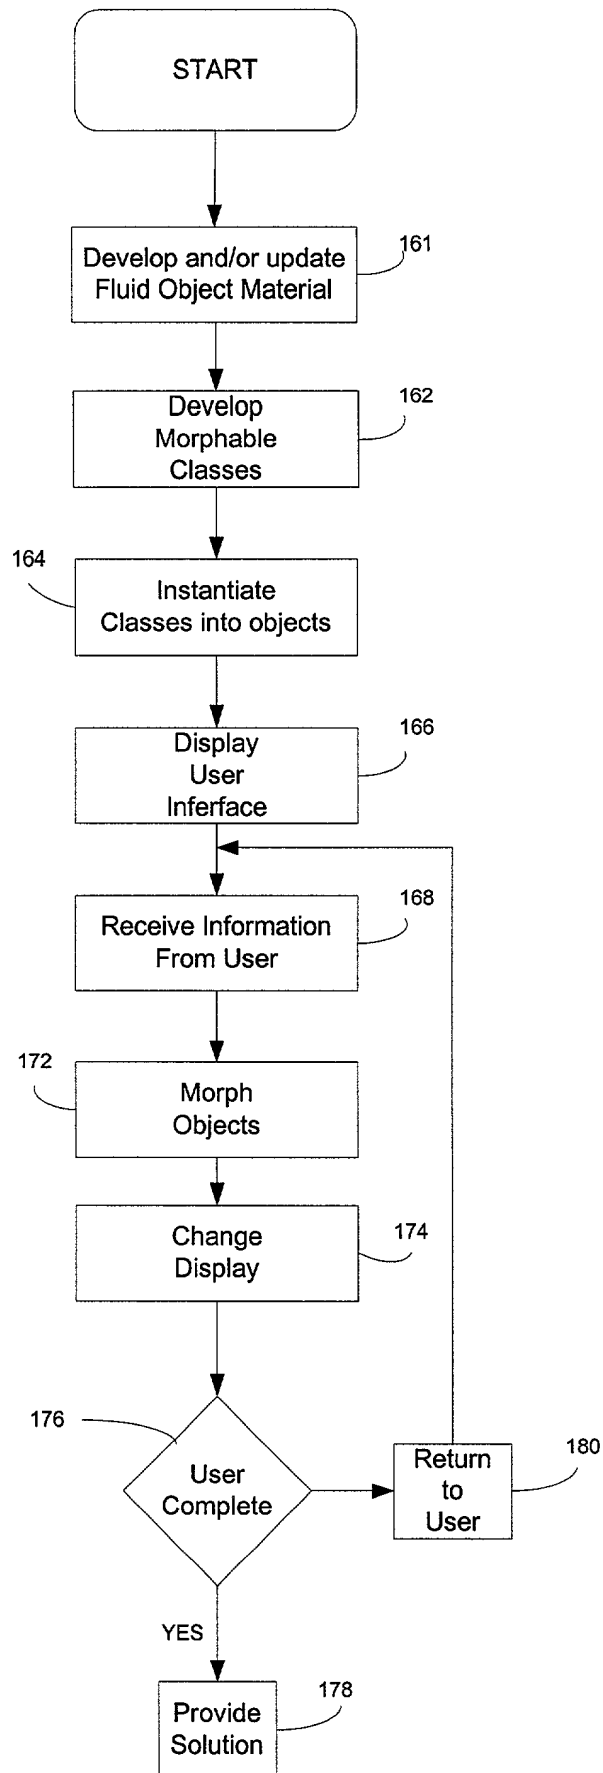 START
161
Develop and/or update
Fluid Object Material
162
Develop
Morphable
Classes
164
Instantiate
Classes into objects
166
Display
User
Inferface
168
Receive Information
From User
172
Morph
Objects
174
Change
Display
176
User
Complete
180
Return
to
User
YES
178
Provide
Solution